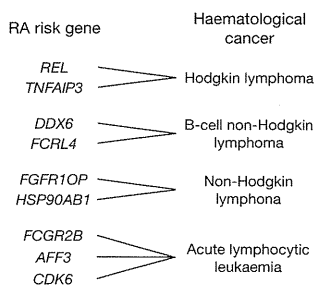 RA risk gene
Haematological
cancer
REL
TNFAIP3
Hodgkin lymphoma
DDX6
FCRL4
B-cell non-Hodgkin
lymphoma
FGFR1OP
HSP90AB1
Non-Hodgkin
lymphona
FCGR2B
AFF3
CDK6
Acute lymphocytic
leukaemia